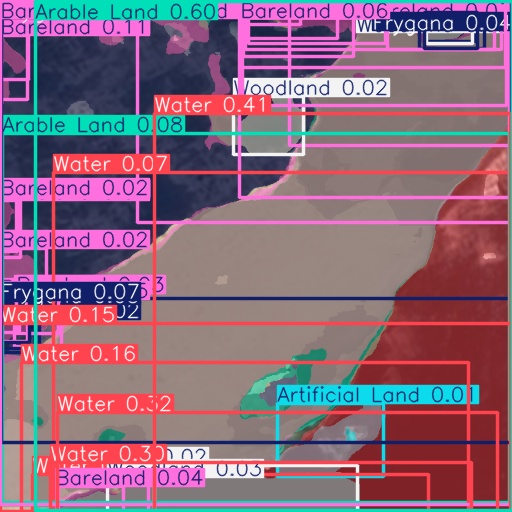 Arable Land 0.60
Bareland 0.06
Bareland 0.11
Frygana 0.04
Woodland 0.02
Water 0.41
Arable Land 0.08
Water 0.07
Bareland 0.02
Bareland 0.02
Frygana 0.07
Water 0.15
Water 0.16
Artificial Land 0.01
Water 0.32
Water 0.30
Woodland 0.03
Bareland 0.04